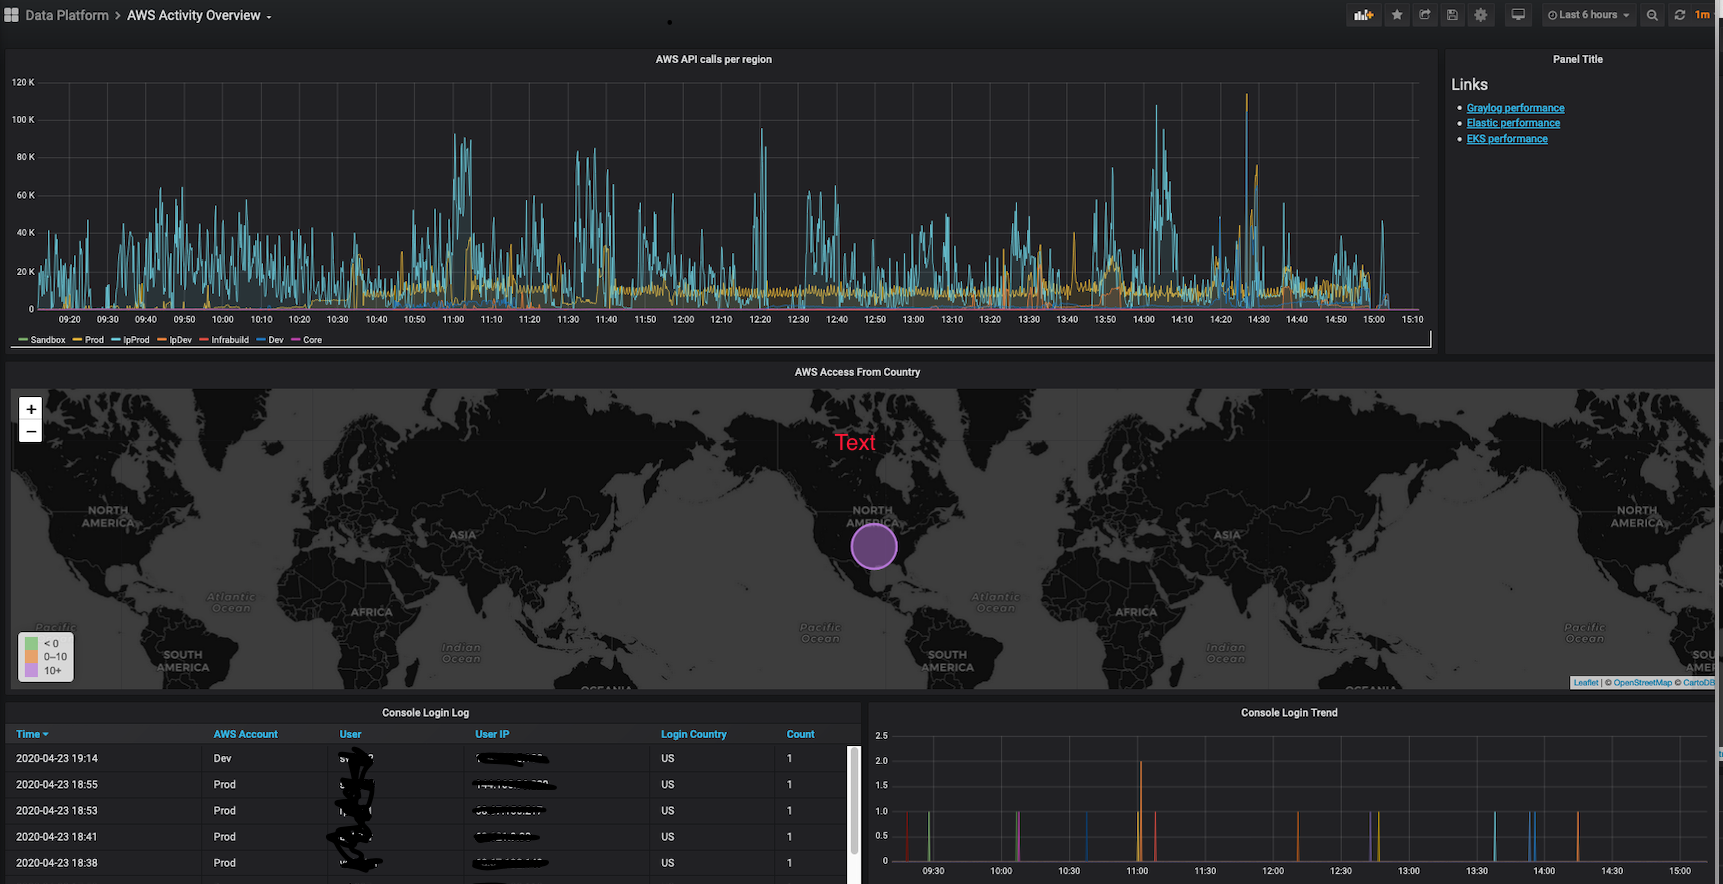 Data Platform > AWS Activity Overview
Last 6 hours
1m
AWS API calls per region
120 K
100 K
80 K
60 K
40 K
20 K
0
09:20 09:30 09:40 09:50 10:00 10:10 10:20 10:30 10:40 10:50 11:00 11:10 11:20 11:30 11:40 11:50 12:00 12:10 12:20 12:30 12:40 12:50 13:00 13:10 13:20 13:30 13:40 13:50 14:00 14:10 14:20 14:30 14:40 14:50 15:00 15:10
Sandbox Prod IpProd IpDev Infrabuild Dev Core
Panel Title
Links
Graylog performance
Elastic performance
EKS performance
AWS Access From Country
+
−
Text
NORTH AMERICA
ASIA
NORTH AMERICA
ASIA
NORTH AMERICA
Atlantic Ocean
AFRICA
Pacific Ocean
Atlantic Ocean
AFRICA
Pacific Ocean
Pacific Ocean
SOUTH AMERICA
Indian Ocean
SOUTH AMERICA
Indian Ocean
OCEANIA
OCEANIA
< 0
0–10
10+
Leaflet | © OpenStreetMap © CartoDB
Console Login Log
Time AWS Account User User IP Login Country Count
2020-04-23 19:14 Dev US 1
2020-04-23 18:55 Prod US 1
2020-04-23 18:53 Prod US 1
2020-04-23 18:41 Prod US 1
2020-04-23 18:38 Prod US 1
Console Login Trend
2.5
2.0
1.5
1.0
0.5
0
09:30 10:00 10:30 11:00 11:30 12:00 12:30 13:00 13:30 14:00 14:30 15:00